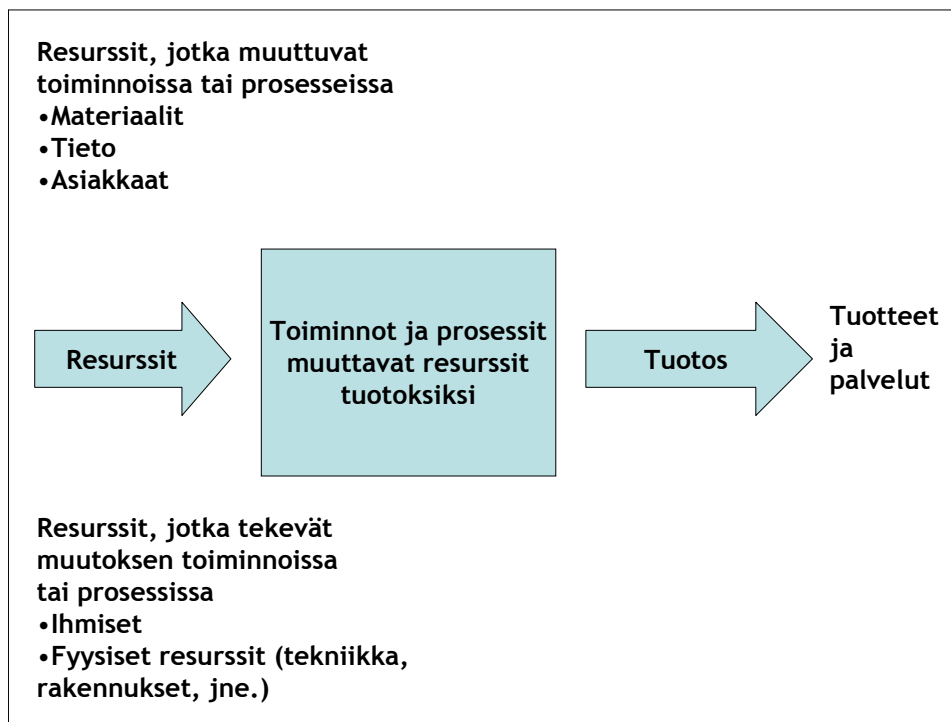 Resurssit, jotka muuttuvat
toiminnoissa tai prosesseissa
•Materiaalit
•Tieto
•Asiakkaat
Resurssit
Toiminnot ja prosessit
muuttavat resurssit
tuotoksiksi
Tuotos
Tuotteet
ja
palvelut
Resurssit, jotka tekevät
muutoksen toiminnoissa
tai prosessissa
•Ihmiset
•Fyysiset resurssit (tekniikka,
rakennukset, jne.)